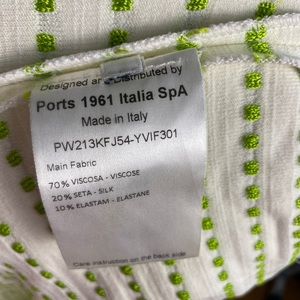 Designed and Distributed by
Ports 1961 Italia SpA
Made in Italy
PW213KFJ54-YVIF301
Main Fabric
70% VISCOSA - VISCOSE
20% SETA - SILK
10% ELASTAM - ELASTANE
Care instruction on the back side